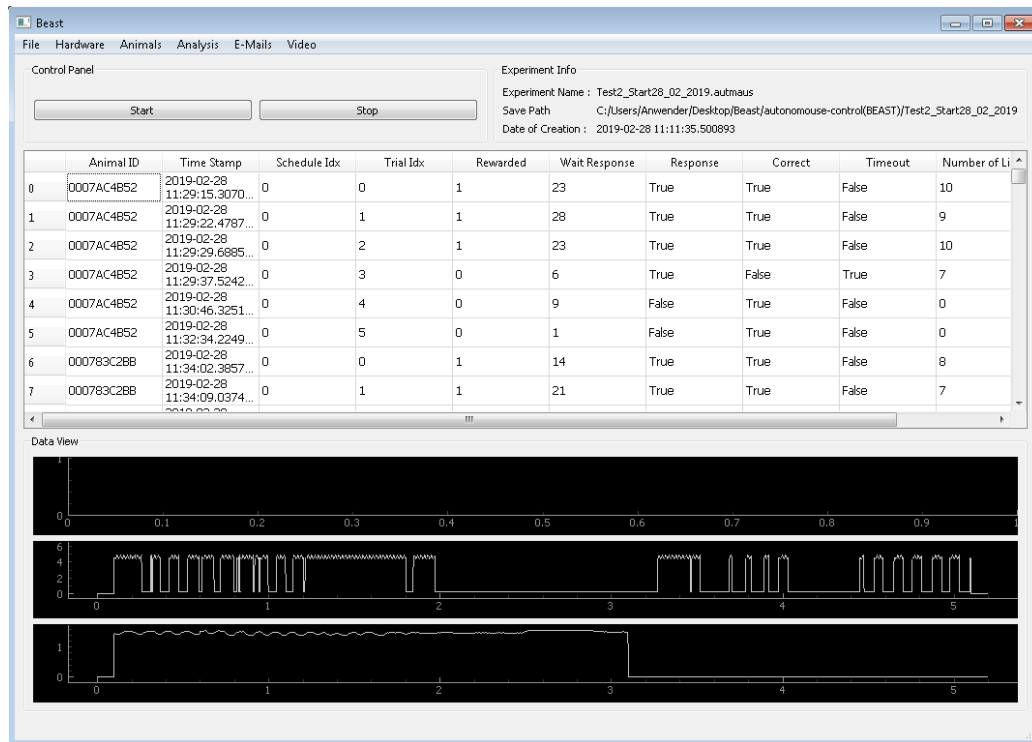 Beast
File Hardware Animals Analysis E-Mails Video
Control Panel
Start Stop
Experiment Info
Experiment Name : Test2_Start28_02_2019.autmaus
Save Path C:/Users/Anwender/Desktop/Beast/autonomouse-control(BEAST)/Test2_Start28_02_2019
Date of Creation : 2019-02-28 11:11:35.500893
Animal ID Time Stamp Schedule Idx Trial Idx Rewarded Wait Response Response Correct Timeout Number of Li
0 0007AC4B52 2019-02-28 11:29:15.3070... 0 0 1 23 True True False 10
1 0007AC4B52 2019-02-28 11:29:22.4787... 0 1 1 28 True True False 9
2 0007AC4B52 2019-02-28 11:29:29.6885... 0 2 1 23 True True False 10
3 0007AC4B52 2019-02-28 11:29:37.5242... 0 3 0 6 True False True 7
4 0007AC4B52 2019-02-28 11:30:46.3251... 0 4 0 9 False True False 0
5 0007AC4B52 2019-02-28 11:32:34.2249... 0 5 0 1 False True False 0
6 000783C2BB 2019-02-28 11:34:02.3857... 0 0 1 14 True True False 8
7 000783C2BB 2019-02-28 11:34:09.0374... 0 1 1 21 True True False 7
Data View
1
0
0 0.1 0.2 0.3 0.4 0.5 0.6 0.7 0.8 0.9 1
6
4
2
0
0 1 2 3 4 5
1
0
0 1 2 3 4 5